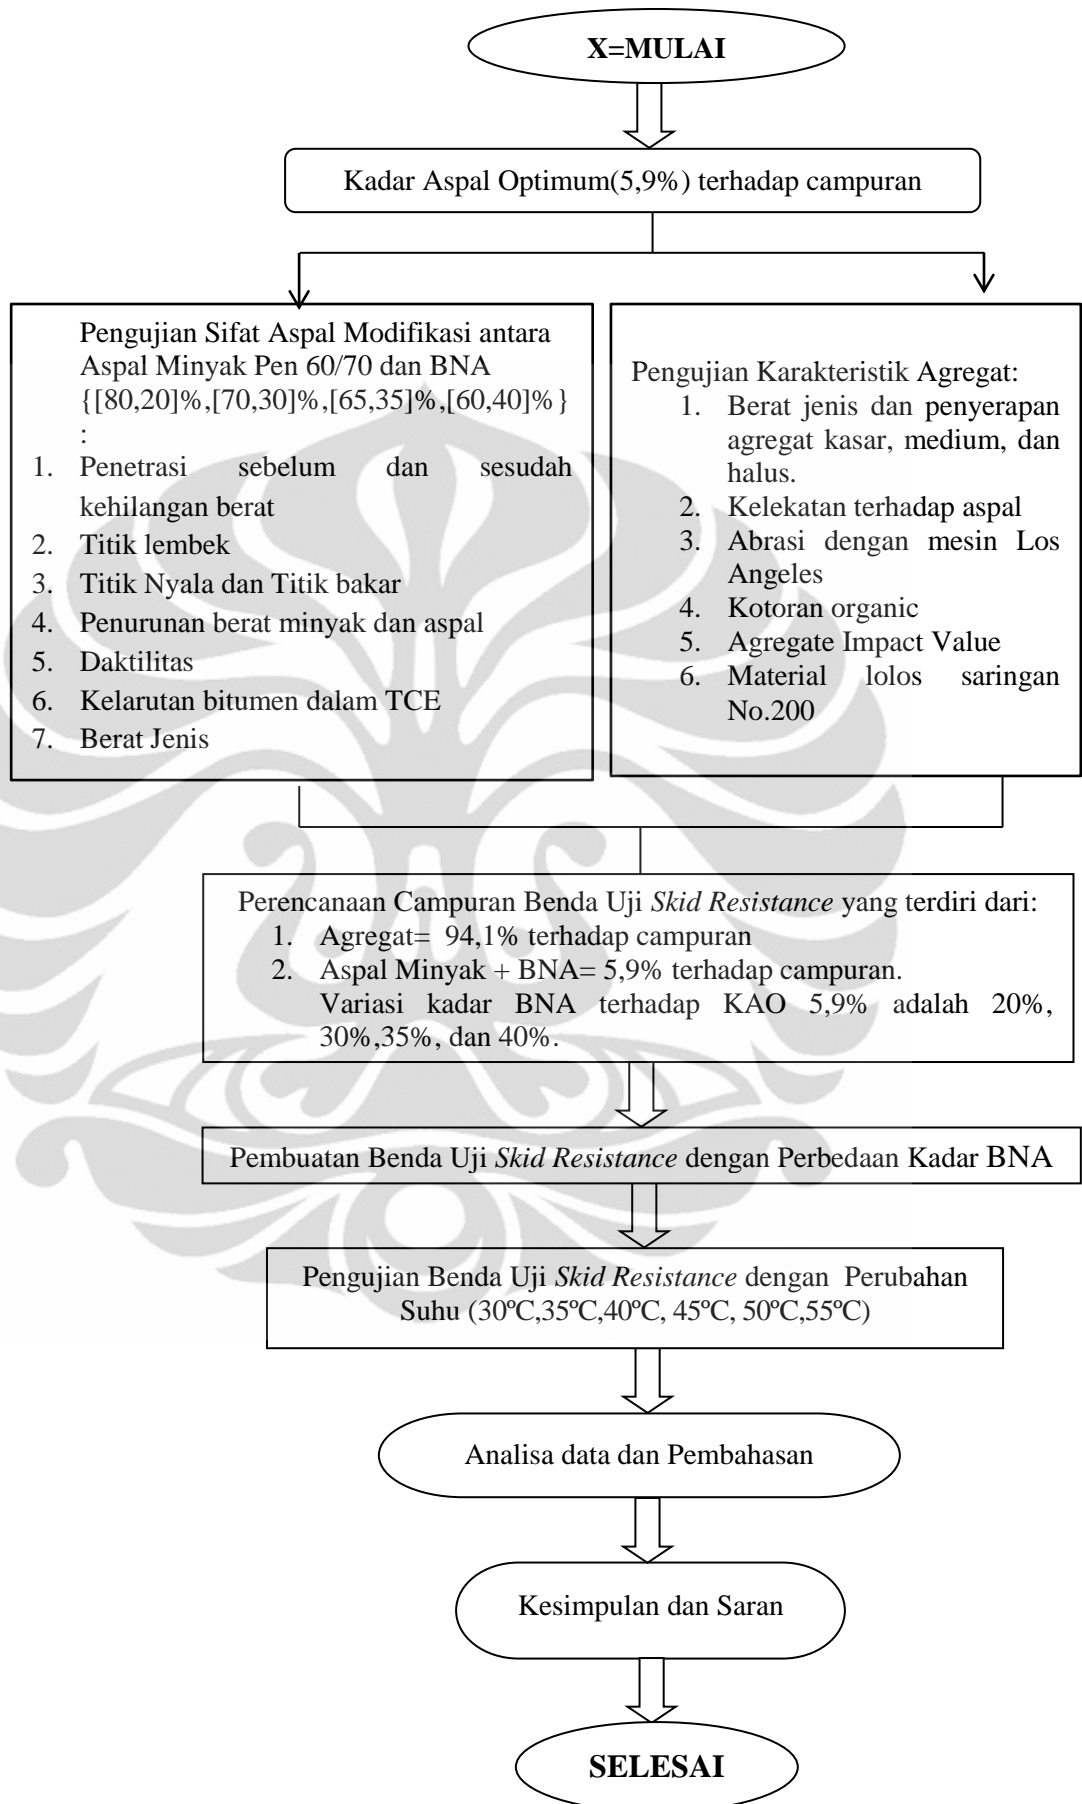 X=MULAI
Kadar Aspal Optimum(5,9%) terhadap campuran
Pengujian Sifat Aspal Modifikasi antara
Aspal Minyak Pen 60/70 dan BNA
{[80,20]%,[70,30]%,[65,35]%,[60,40]%}
:
1. Penetrasi sebelum dan sesudah
kehilangan berat
2. Titik lembek
3. Titik Nyala dan Titik bakar
4. Penurunan berat minyak dan aspal
5. Daktilitas
6. Kelarutan bitumen dalam TCE
7. Berat Jenis
Pengujian Karakteristik Agregat:
1. Berat jenis dan penyerapan
agregat kasar, medium, dan
halus.
2. Kelekatan terhadap aspal
3. Abrasi dengan mesin Los
Angeles
4. Kotoran organic
5. Agregate Impact Value
6. Material lolos saringan
No.200
Perencanaan Campuran Benda Uji Skid Resistance yang terdiri dari:
1. Agregat= 94,1% terhadap campuran
2. Aspal Minyak + BNA= 5,9% terhadap campuran.
Variasi kadar BNA terhadap KAO 5,9% adalah 20%,
30%,35%, dan 40%.
Pembuatan Benda Uji Skid Resistance dengan Perbedaan Kadar BNA
Pengujian Benda Uji Skid Resistance dengan Perubahan
Suhu (30ºC,35ºC,40ºC, 45ºC, 50ºC,55ºC)
Analisa data dan Pembahasan
Kesimpulan dan Saran
SELESAI